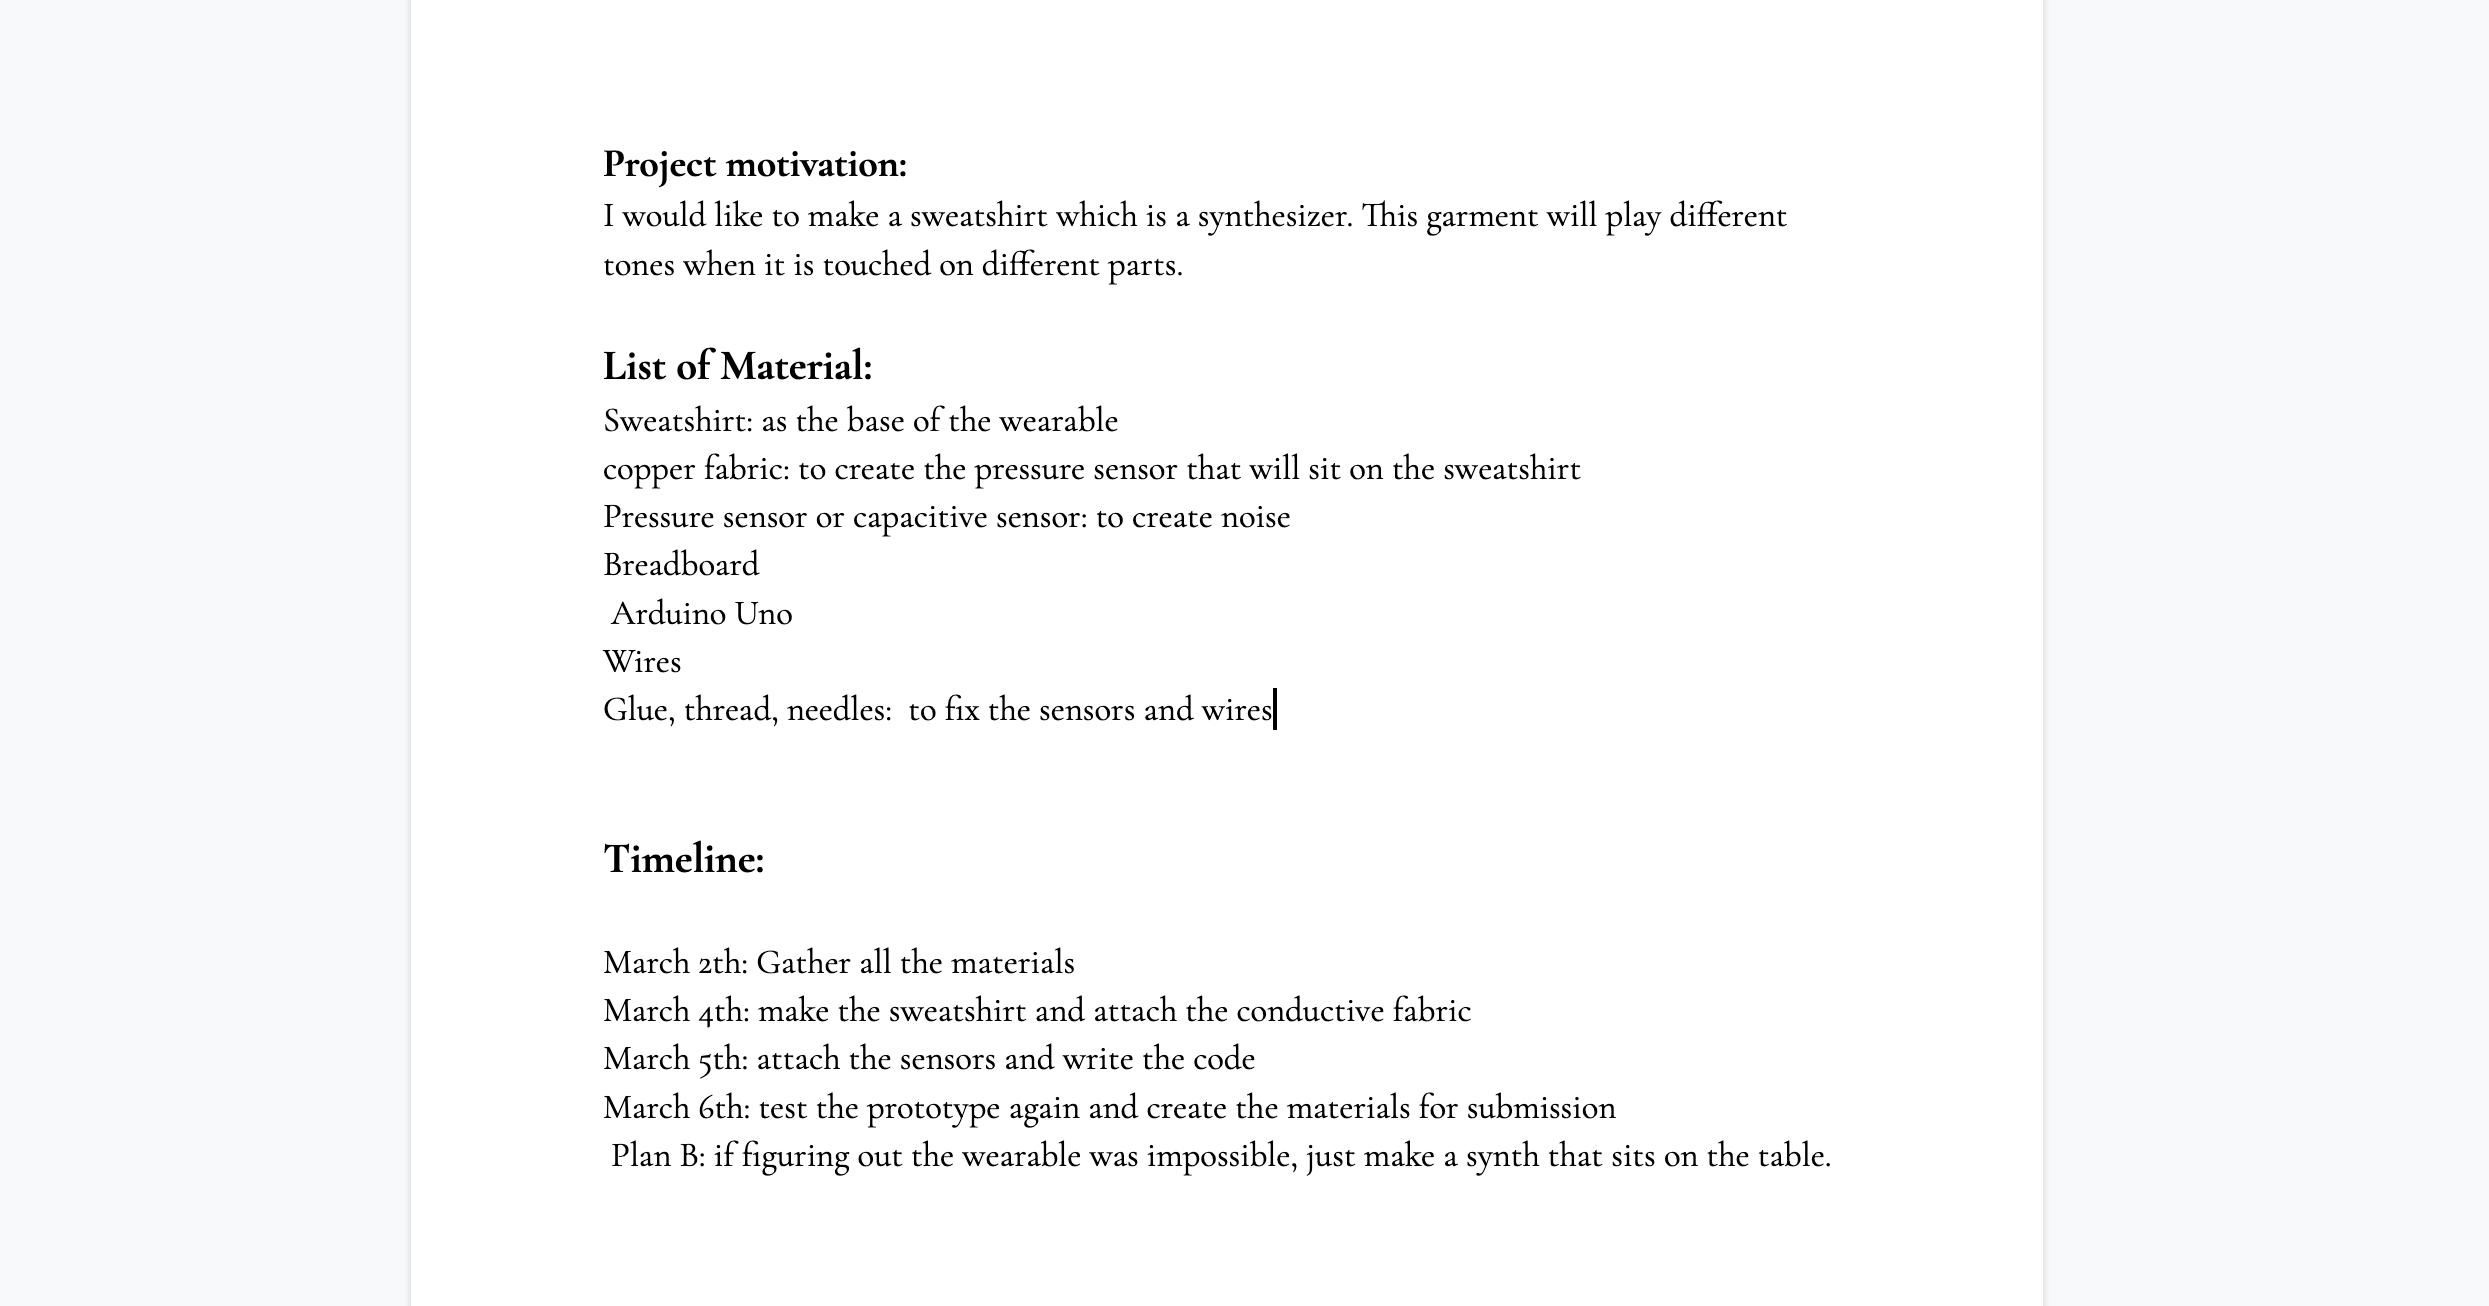 Project motivation:
I would like to make a sweatshirt which is a synthesizer. This garment will play different
tones when it is touched on different parts.
List of Material:
Sweatshirt: as the base of the wearable
copper fabric: to create the pressure sensor that will sit on the sweatshirt
Pressure sensor or capacitive sensor: to create noise
Breadboard
Arduino Uno
Wires
Glue, thread, needles:  to fix the sensors and wires
Timeline:
March 2th: Gather all the materials
March 4th: make the sweatshirt and attach the conductive fabric
March 5th: attach the sensors and write the code
March 6th: test the prototype again and create the materials for submission
Plan B: if figuring out the wearable was impossible, just make a synth that sits on the table.